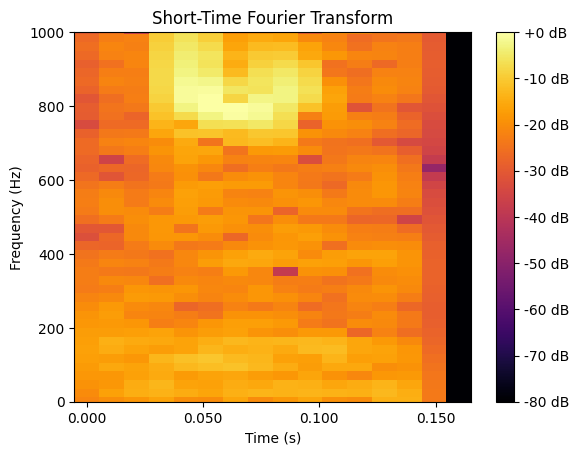 Short-Time Fourier Transform
1000
800
600
400
200
0
Frequency (Hz)
0.000
0.050
0.100
0.150
Time (s)
+0 dB
-10 dB
-20 dB
-30 dB
-40 dB
-50 dB
-60 dB
-70 dB
-80 dB